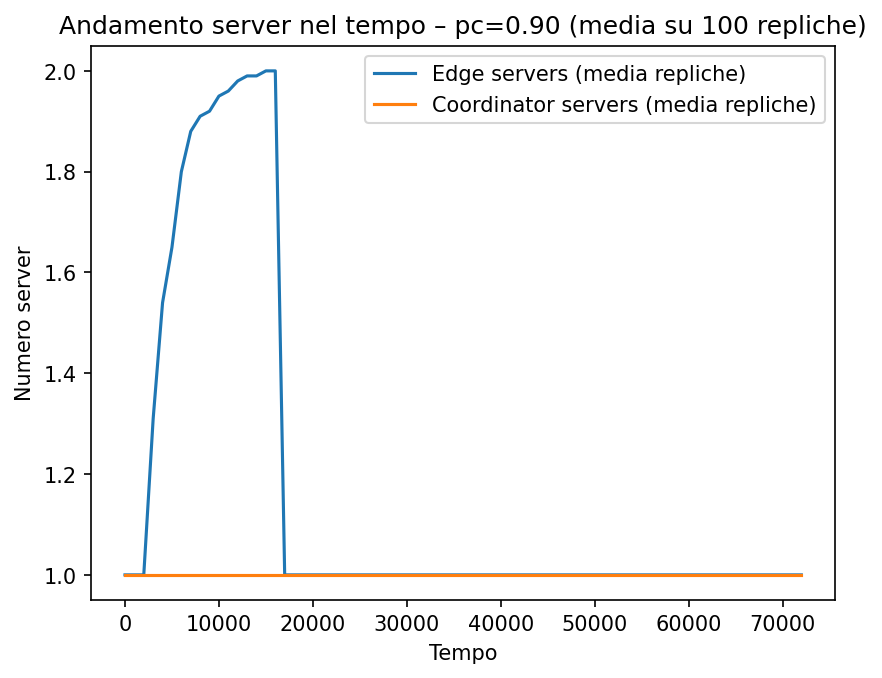 Andamento server nel tempo – pc=0.90 (media su 100 repliche)
Edge servers (media repliche)
Coordinator servers (media repliche)
Numero server
2.0
1.8
1.6
1.4
1.2
1.0
0 10000 20000 30000 40000 50000 60000 70000
Tempo